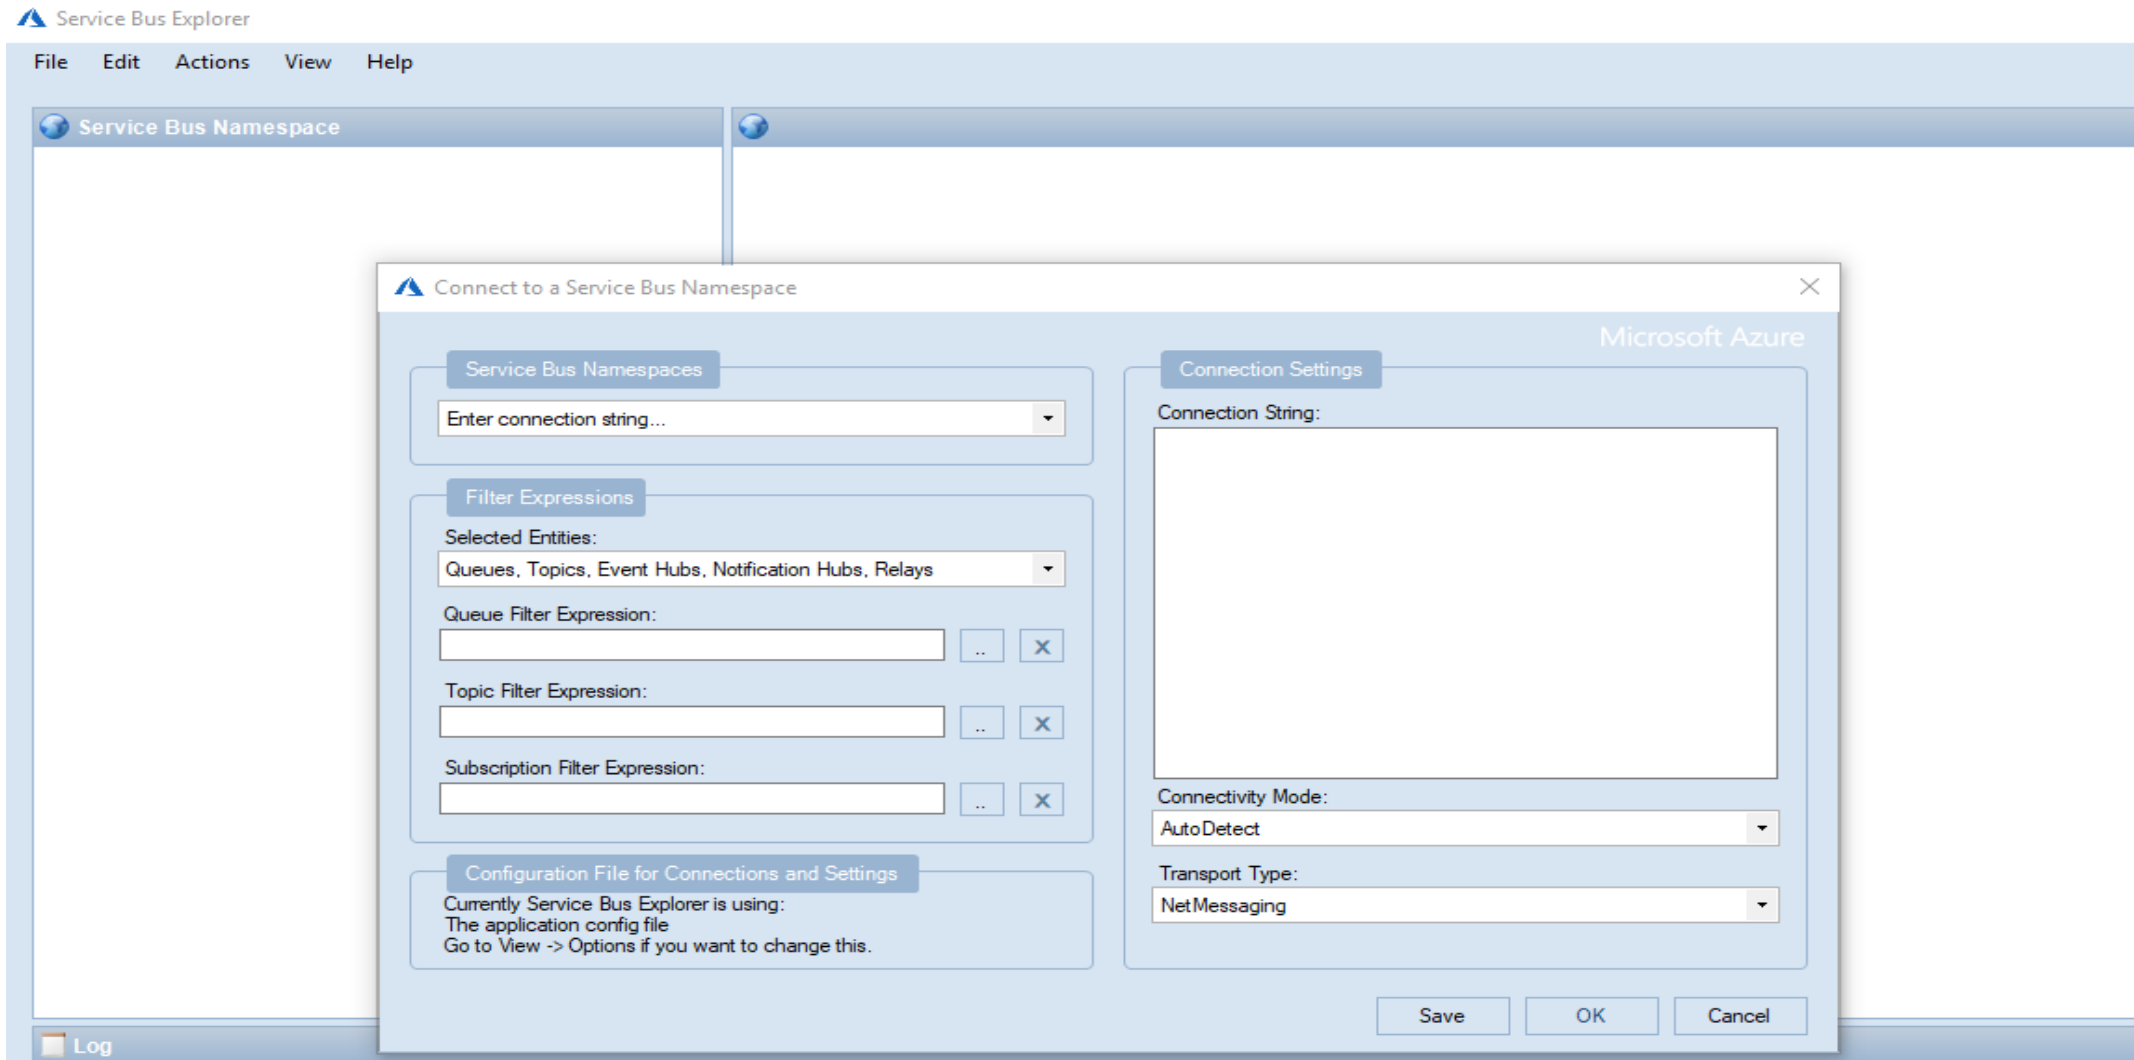 Service Bus Explorer
File Edit Actions View Help
Service Bus Namespace
Connect to a Service Bus Namespace
Microsoft Azure
Service Bus Namespaces
Enter connection string...
Filter Expressions
Selected Entities:
Queues, Topics, Event Hubs, Notification Hubs, Relays
Queue Filter Expression:
..
X
Topic Filter Expression:
..
X
Subscription Filter Expression:
..
X
Configuration File for Connections and Settings
Currently Service Bus Explorer is using:
The application config file
Go to View -> Options if you want to change this.
Connection Settings
Connection String:
Connectivity Mode:
AutoDetect
Transport Type:
NetMessaging
Save
OK
Cancel
Log